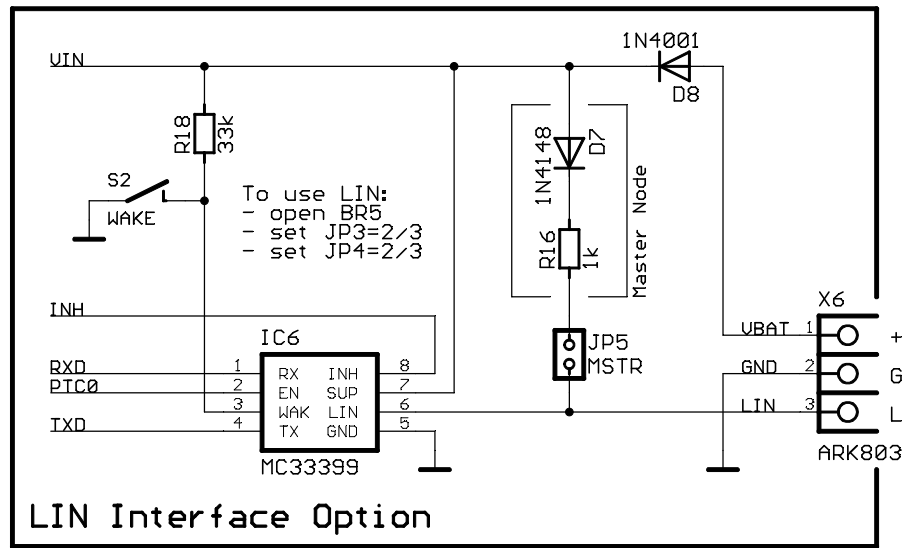 1N4001
VIN
D8
R18
33k
1N4148
D7
S2
WAKE
To use LIN:
- open BR5
- set JP3=2/3
- set JP4=2/3
R16
1k
Master Node
INH
X6
IC6
JP5
MSTR
VBAT 1 +
RXD 1 RX INH 8
GND 2 G
PTC0 2 EN SUP 7
3 WAK LIN 6
LIN 3 L
TXD 4 TX GND 5
MC33399
ARK803
LIN Interface Option